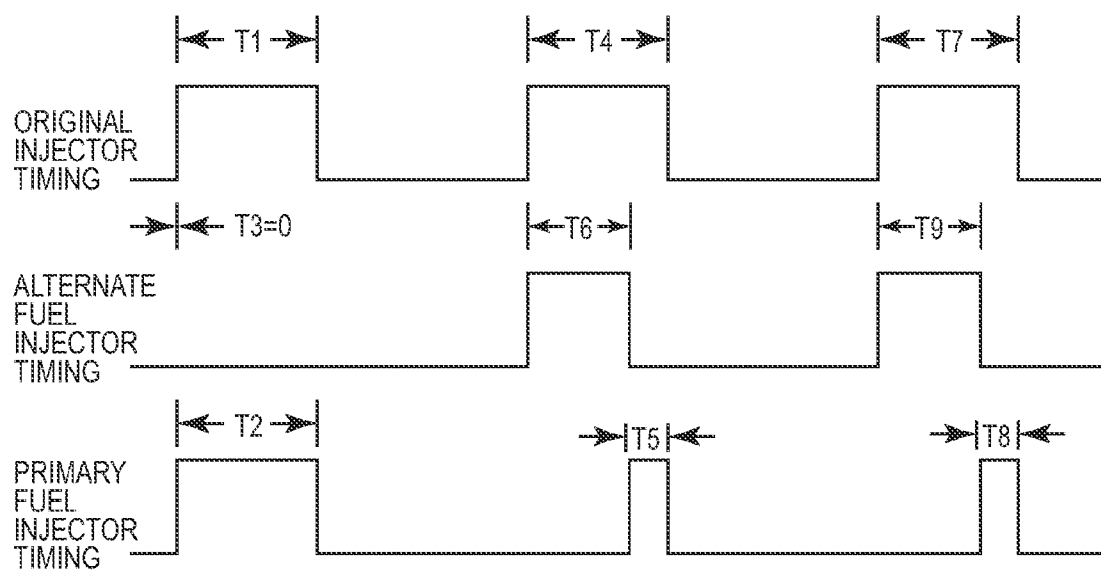 T1
T4
T7
ORIGINAL
INJECTOR
TIMING
T3=0
T6
T9
ALTERNATE
FUEL
INJECTOR
TIMING
T2
T5
T8
PRIMARY
FUEL
INJECTOR
TIMING